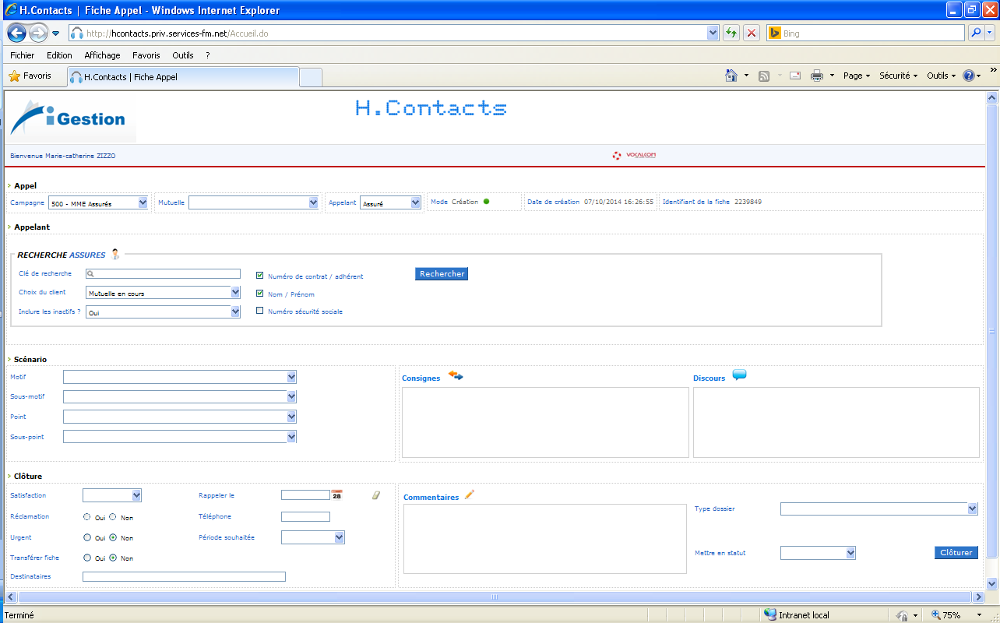 H.Contacts | Fiche Appel - Windows Internet Explorer
http://hcontacts.priv.services-fm.net/Accueil.do
Bing
Fichier Edition Affichage Favoris Outils ?
Favoris H.Contacts | Fiche Appel Page Sécurité Outils
iGestion
H.Contacts
Bienvenue Marie-catherine ZIZZO VOCALCOM
Appel
Campagne 500 - MME Assurés Mutuelle Appelant Assuré Mode Création Date de création 07/10/2014 16:26:55 Identifiant de la fiche 2239849
Appelant
RECHERCHE ASSURES
Clé de recherche Numéro de contrat / adhérent Rechercher
Choix du client Mutuelle en cours Nom / Prénom
Inclure les inactifs ? Oui Numéro sécurité sociale
Scénario
Motif
Sous-motif
Point
Sous-point
Consignes Discours
Clôture
Satisfaction Rappeler le 28
Réclamation Oui Non Téléphone
Urgent Oui Non Période souhaitée
Transférer fiche Oui Non
Destinataires
Commentaires
Type dossier
Mettre en statut Clôturer
Terminé Intranet local 75%